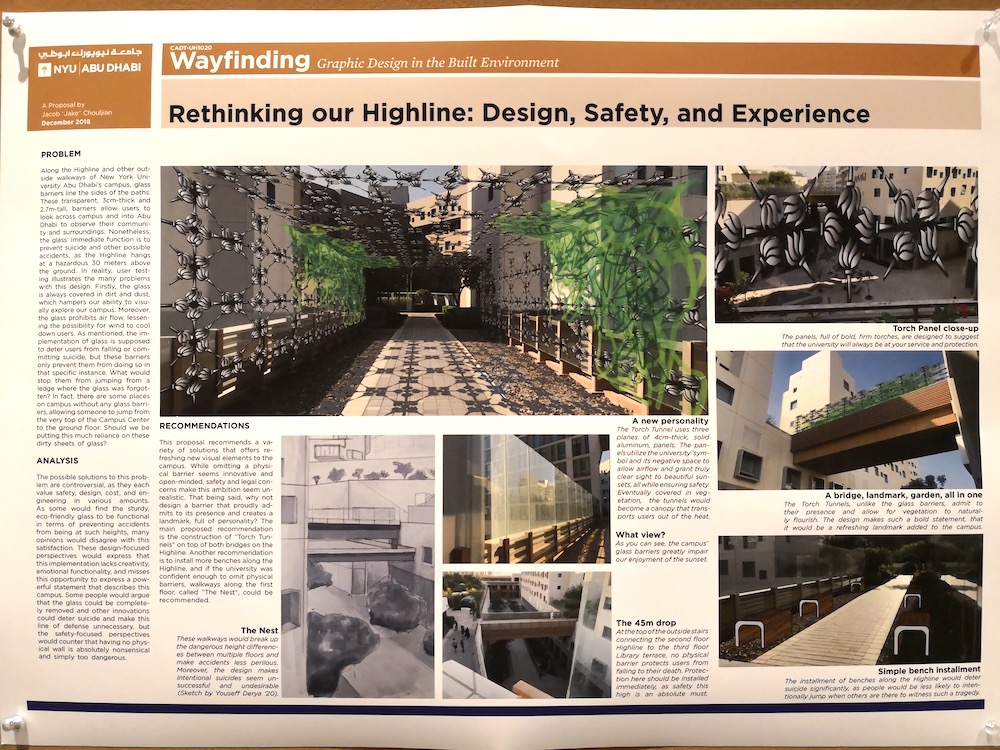 جامعة نيويورك أبوظبي
NYU | ABU DHABI
A Proposal by
Jacob "Jake" Chouljian
December 2018
CADT-UH1020
Wayfinding Graphic Design in the Built Environment
Rethinking our Highline: Design, Safety, and Experience
PROBLEM
Along the Highline and other out-
side walkways of New York Uni-
versity Abu Dhabi's campus, glass
barriers line the sides of the paths.
These transparent, 3cm-thick and
2.7m-tall, barriers allow users to
look across campus and into Abu
Dhabi to observe their communi-
ty and surroundings. Nonetheless,
the glass' immediate function is to
prevent suicide and other possible
accidents, as the Highline hangs
at a hazardous 30 meters above
the ground. In reality, user test-
ing illustrates the many problems
with this design. Firstly, the glass
is always covered in dirt and dust,
which hampers our ability to visu-
ally explore our campus. Moreover,
the glass prohibits air flow, lessen-
ing the possibility for wind to cool
down users. As mentioned, the im-
plementation of glass is supposed
to deter users from falling or com-
mitting suicide, but these barriers
only prevent them from doing so in
that specific instance. What would
stop them from jumping from a
ledge where the glass was forgot-
ten? In fact, there are some places
on campus without any glass barri-
ers, allowing someone to jump from
the very top of the Campus Center
to the ground floor. Should we be
putting this much reliance on these
dirty sheets of glass?
ANALYSIS
The possible solutions to this prob-
lem are controversial, as they each
value safety, design, cost, and en-
gineering in various amounts.
As some would find the sturdy,
eco-friendly glass to be functional
in terms of preventing accidents
from being at such heights, many
opinions would disagree with this
satisfaction. These design-focused
perspectives would express that
this implementation lacks creativity,
emotional functionality, and misses
this opportunity to express a pow-
erful statement that describes this
campus. Some people would argue
that the glass could be complete-
ly removed and other innovations
could deter suicide and make this
line of defense unnecessary, but
the safety-focused perspectives
would counter that having no phys-
ical wall is absolutely nonsensical
and simply too dangerous.
RECOMMENDATIONS
This proposal recommends a va-
riety of solutions that offers re-
freshing new visual elements to the
campus. While omitting a physi-
cal barrier seems innovative and
open-minded, safety and legal con-
cerns make this ambition seem un-
realistic. That being said, why not
design a barrier that proudly ad-
mits to its presence and creates a
landmark, full of personality? The
main proposed recommendation
is the construction of "Torch Tun-
nels" on top of both bridges on the
Highline. Another recommendation
is to install more benches along the
Highline, and if the university was
confident enough to omit physical
barriers, walkways along the first
floor, called "The Nest", could be
recommended.
The Nest
These walkways would break up
the dangerous height differenc-
es between multiple floors and
make accidents less perilous.
Moreover, the design makes
intentional suicides seem un-
successful and undesirable
(Sketch by Youseff Derya '20).
A new personality
The Torch Tunnel uses three
planes of 4cm-thick, solid
aluminum, panels. The pan-
els utilize the university 'sym-
bol and its negative space to
allow airflow and grant truly
clear sight to beautiful sun-
sets, all while ensuring safety.
Eventually covered in veg-
etation, the tunnels would
become a canopy that trans-
ports users out of the heat.
What view?
As you can see, the campus'
glass barriers greatly impair
our enjoyment of the sunset.
The 45m drop
At the top of the outside stairs
connecting the second floor
Highline to the third floor
Library terrace, no physical
barrier protects users from
falling to their death. Protec-
tion here should be installed
immediately, as safety this
high is an absolute must.
Torch Panel close-up
The panels, full of bold, firm torches, are designed to suggest
that the university will always be at your service and protection.
A bridge, landmark, garden, all in one
The Torch Tunnels, unlike the glass barriers, admit to
their presence and allow for vegetation to natural-
ly flourish. The design makes such a bold statement, that
it would be a refreshing landmark added to the campus
Simple bench installment
The installment of benches along the Highline would deter
suicide significantly, as people would be less likely to inten-
tionally jump when others are there to witness such a tragedy.